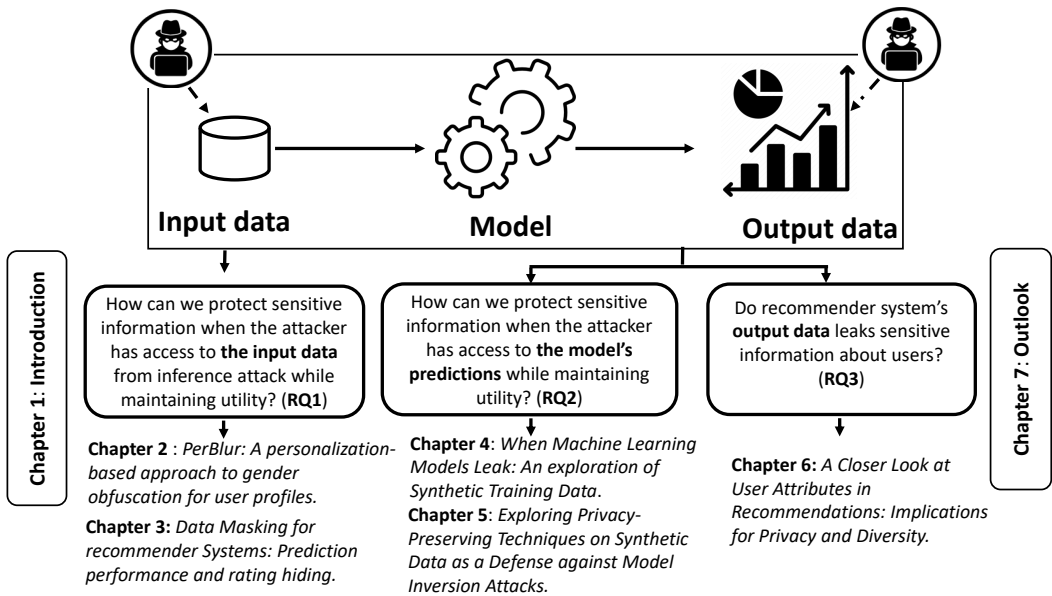 Input data
Model
Output data
Chapter 1: Introduction
How can we protect sensitive
information when the attacker
has access to the input data
from inference attack while
maintaining utility? (RQ1)
How can we protect sensitive
information when the attacker
has access to the model's
predictions while maintaining
utility? (RQ2)
Do recommender system's
output data leaks sensitive
information about users?
(RQ3)
Chapter 7: Outlook
Chapter 2 : PerBlur: A personalization-
based approach to gender
obfuscation for user profiles.
Chapter 3: Data Masking for
recommender Systems: Prediction
performance and rating hiding.
Chapter 4: When Machine Learning
Models Leak: An exploration of
Synthetic Training Data.
Chapter 5: Exploring Privacy-
Preserving Techniques on Synthetic
Data as a Defense against Model
Inversion Attacks.
Chapter 6: A Closer Look at
User Attributes in
Recommendations: Implications
for Privacy and Diversity.